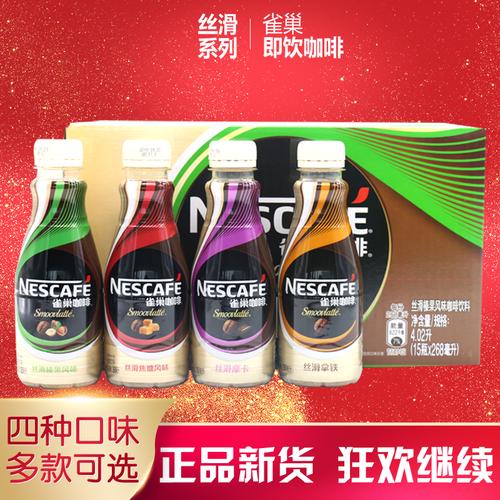 丝滑
系列
雀巢
即饮咖啡
NESCAFÉ
丝滑榛果风味咖啡饮料
净含量/规格:
4.02升
(15瓶×268毫升)
NESCAFÉ
雀巢咖啡
Smoovlatté
丝滑榛果风味
NESCAFÉ
雀巢咖啡
Smoovlatté
丝滑焦糖风味
NESCAFÉ
雀巢咖啡
Smoovlatté
丝滑摩卡
NESCAFÉ
雀巢咖啡
Smoovlatté
丝滑拿铁
四种口味
多款可选
正品新货 狂欢继续